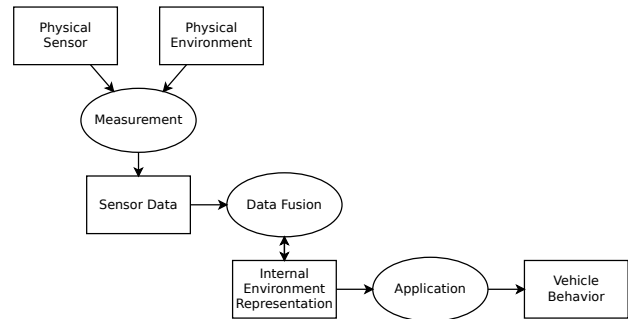 Physical
Sensor
Physical
Environment
Measurement
Sensor Data
Data Fusion
Internal
Environment
Representation
Application
Vehicle
Behavior